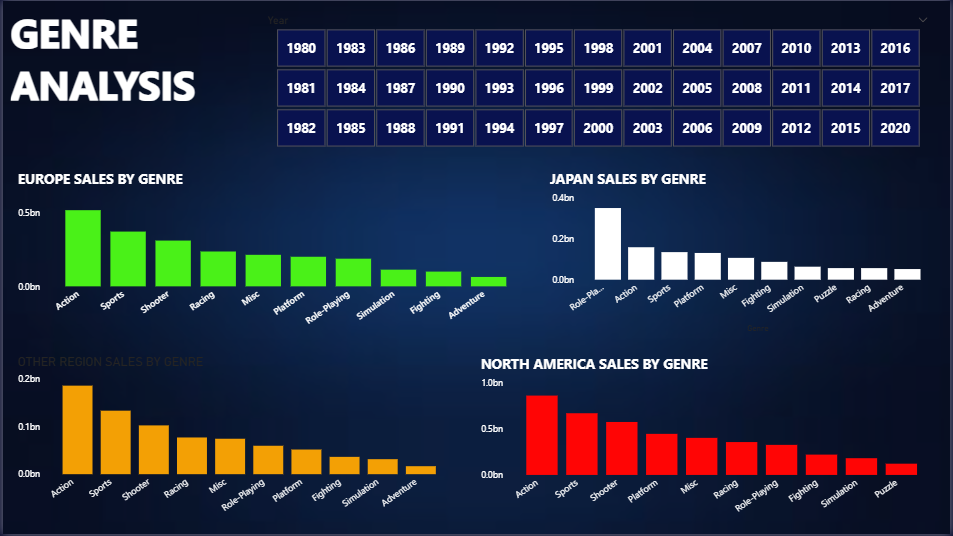 GENRE
ANALYSIS
Year
1980 1983 1986 1989 1992 1995 1998 2001 2004 2007 2010 2013 2016
1981 1984 1987 1990 1993 1996 1999 2002 2005 2008 2011 2014 2017
1982 1985 1988 1991 1994 1997 2000 2003 2006 2009 2012 2015 2020
EUROPE SALES BY GENRE
0.5bn
0.0bn
Action Sports Shooter Racing Misc Platform Role-Playing Simulation Fighting Adventure
JAPAN SALES BY GENRE
0.4bn
0.2bn
0.0bn
Role-Pla... Action Sports Platform Misc Fighting Simulation Puzzle Racing Adventure
Genre
OTHER REGION SALES BY GENRE
0.2bn
0.1bn
0.0bn
Action Sports Shooter Racing Misc Role-Playing Platform Fighting Simulation Adventure
NORTH AMERICA SALES BY GENRE
1.0bn
0.5bn
0.0bn
Action Sports Shooter Platform Misc Racing Role-Playing Fighting Simulation Puzzle